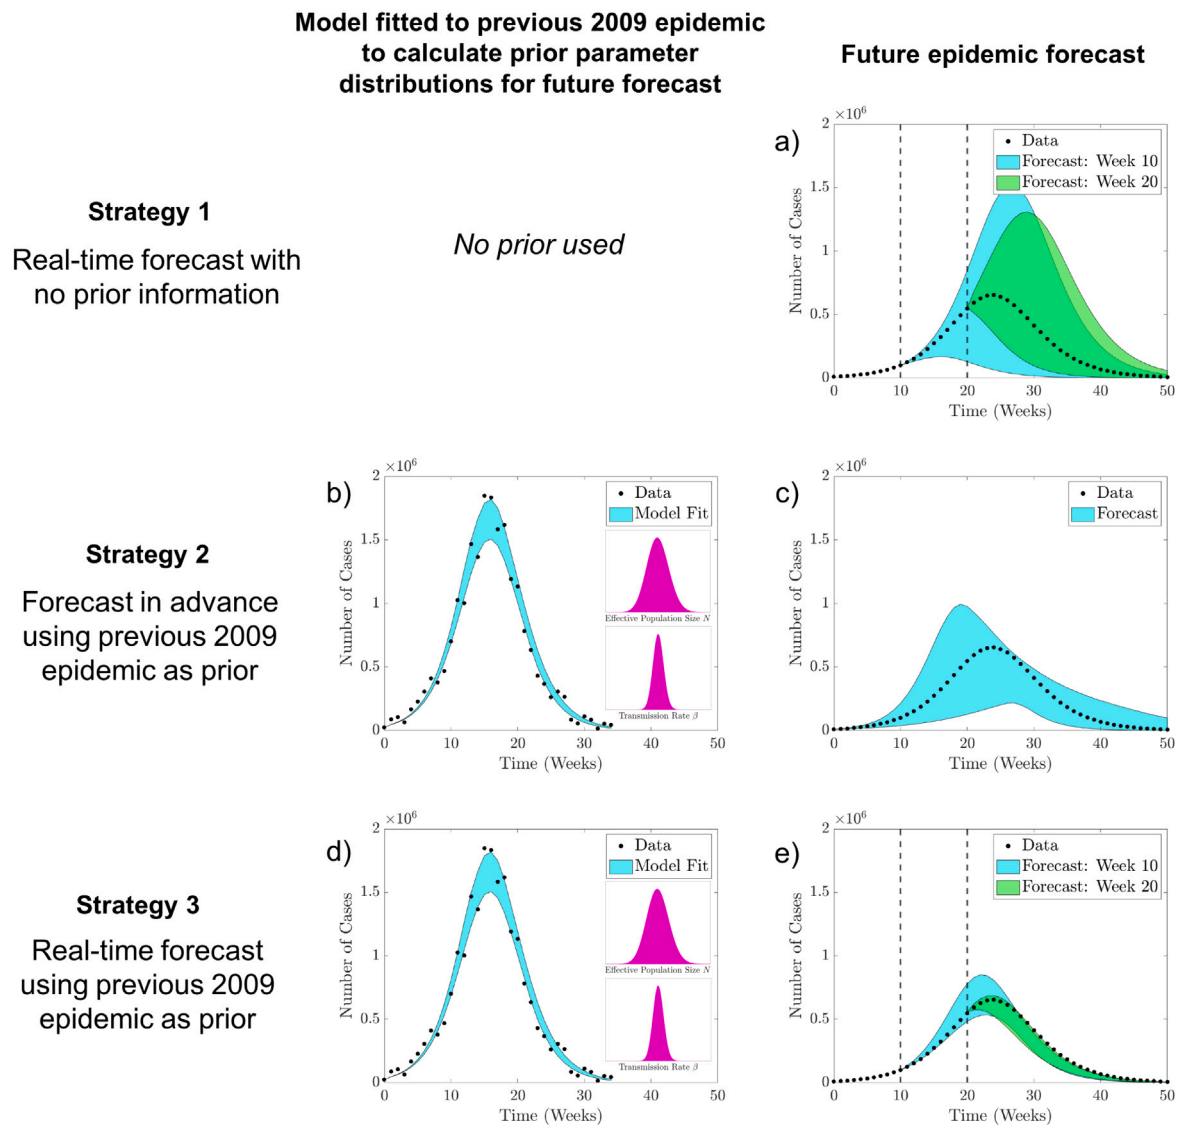 Model fitted to previous 2009 epidemic
to calculate prior parameter
distributions for future forecast
Future epidemic forecast
Strategy 1
Real-time forecast with
no prior information
No prior used
a)
×10⁶
2
1.5
1
0.5
0
Number of Cases
Data
Forecast: Week 10
Forecast: Week 20
0 10 20 30 40 50
Time (Weeks)
Strategy 2
Forecast in advance
using previous 2009
epidemic as prior
b)
×10⁶
2
1.5
1
0.5
0
Number of Cases
Data
Model Fit
Effective Population Size N
Transmission Rate β
0 10 20 30 40 50
Time (Weeks)
c)
×10⁶
2
1.5
1
0.5
0
Number of Cases
Data
Forecast
0 10 20 30 40 50
Time (Weeks)
Strategy 3
Real-time forecast
using previous 2009
epidemic as prior
d)
×10⁶
2
1.5
1
0.5
0
Number of Cases
Data
Model Fit
Effective Population Size N
Transmission Rate β
0 10 20 30 40 50
Time (Weeks)
e)
×10⁶
2
1.5
1
0.5
0
Number of Cases
Data
Forecast: Week 10
Forecast: Week 20
0 10 20 30 40 50
Time (Weeks)